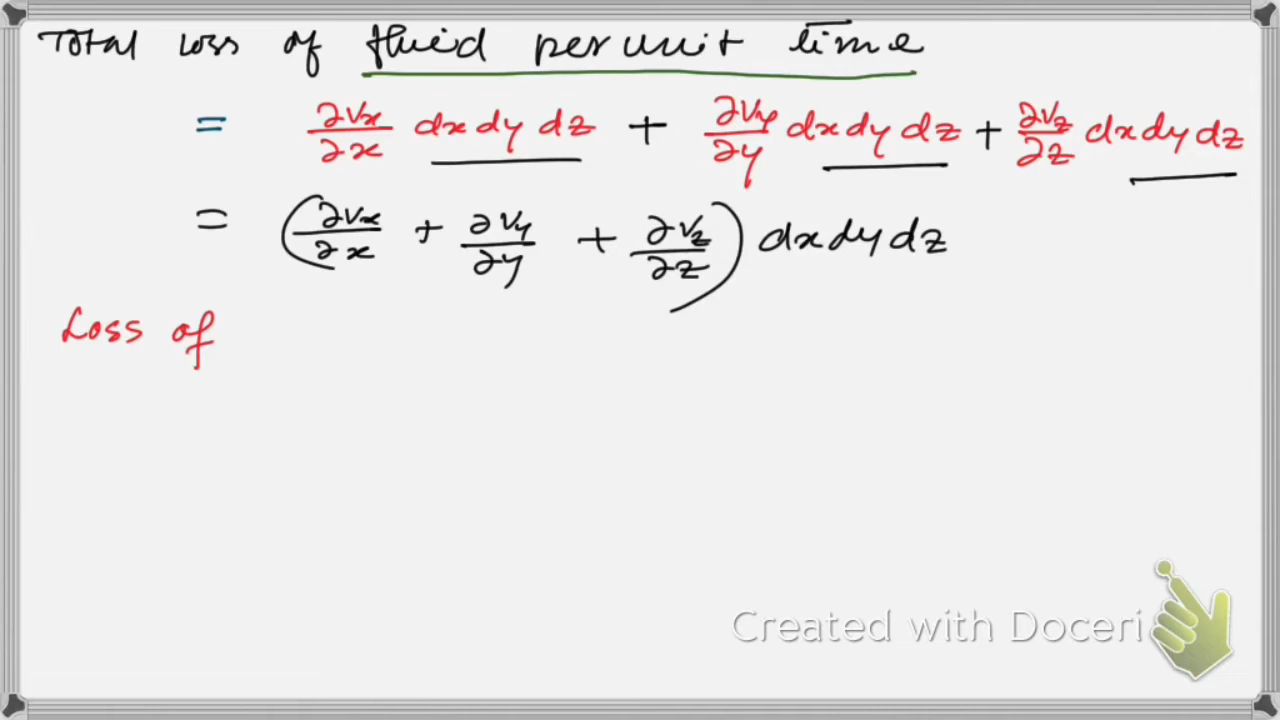 Total loss of fluid per unit time
= ∂Vx/∂x dx dy dz + ∂Vy/∂y dx dy dz + ∂Vz/∂z dx dy dz
= (∂Vx/∂x + ∂Vy/∂y + ∂Vz/∂z) dx dy dz
Loss of
Created with Doceri